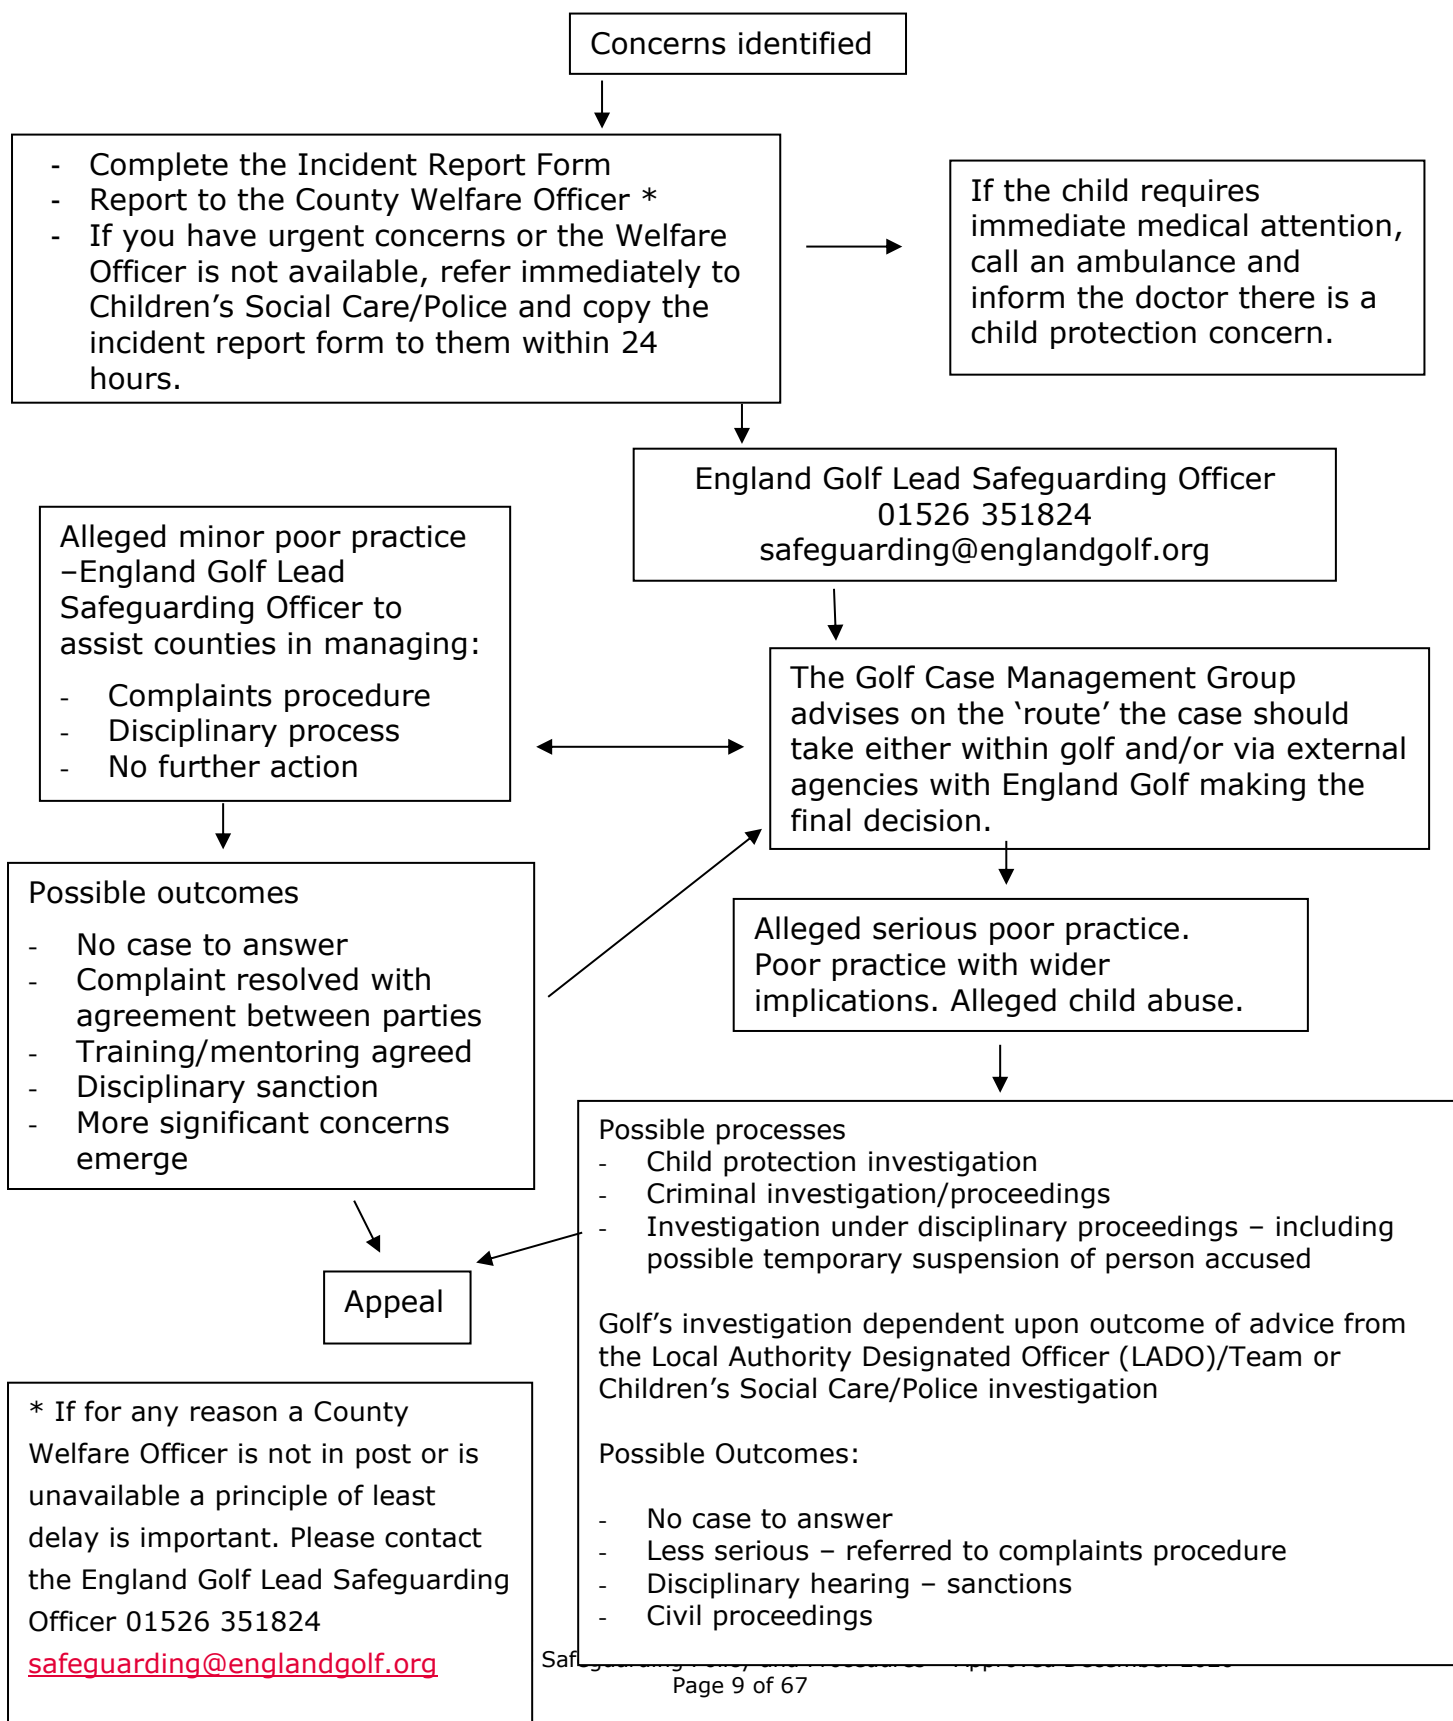 Concerns identified
- Complete the Incident Report Form
- Report to the County Welfare Officer *
- If you have urgent concerns or the Welfare
Officer is not available, refer immediately to
Children’s Social Care/Police and copy the
incident report form to them within 24
hours.
If the child requires
immediate medical attention,
call an ambulance and
inform the doctor there is a
child protection concern.
England Golf Lead Safeguarding Officer
01526 351824
safeguarding@englandgolf.org
Alleged minor poor practice
–England Golf Lead
Safeguarding Officer to
assist counties in managing:
- Complaints procedure
- Disciplinary process
- No further action
The Golf Case Management Group
advises on the ‘route’ the case should
take either within golf and/or via external
agencies with England Golf making the
final decision.
Possible outcomes
- No case to answer
- Complaint resolved with
agreement between parties
- Training/mentoring agreed
- Disciplinary sanction
- More significant concerns
emerge
Alleged serious poor practice.
Poor practice with wider
implications. Alleged child abuse.
Possible processes
- Child protection investigation
- Criminal investigation/proceedings
- Investigation under disciplinary proceedings – including
possible temporary suspension of person accused
Golf’s investigation dependent upon outcome of advice from
the Local Authority Designated Officer (LADO)/Team or
Children’s Social Care/Police investigation
Possible Outcomes:
- No case to answer
- Less serious – referred to complaints procedure
- Disciplinary hearing – sanctions
- Civil proceedings
Appeal
* If for any reason a County
Welfare Officer is not in post or is
unavailable a principle of least
delay is important. Please contact
the England Golf Lead Safeguarding
Officer 01526 351824
safeguarding@englandgolf.org
Safeguarding Policy and Procedures – Approved December
Page 9 of 67